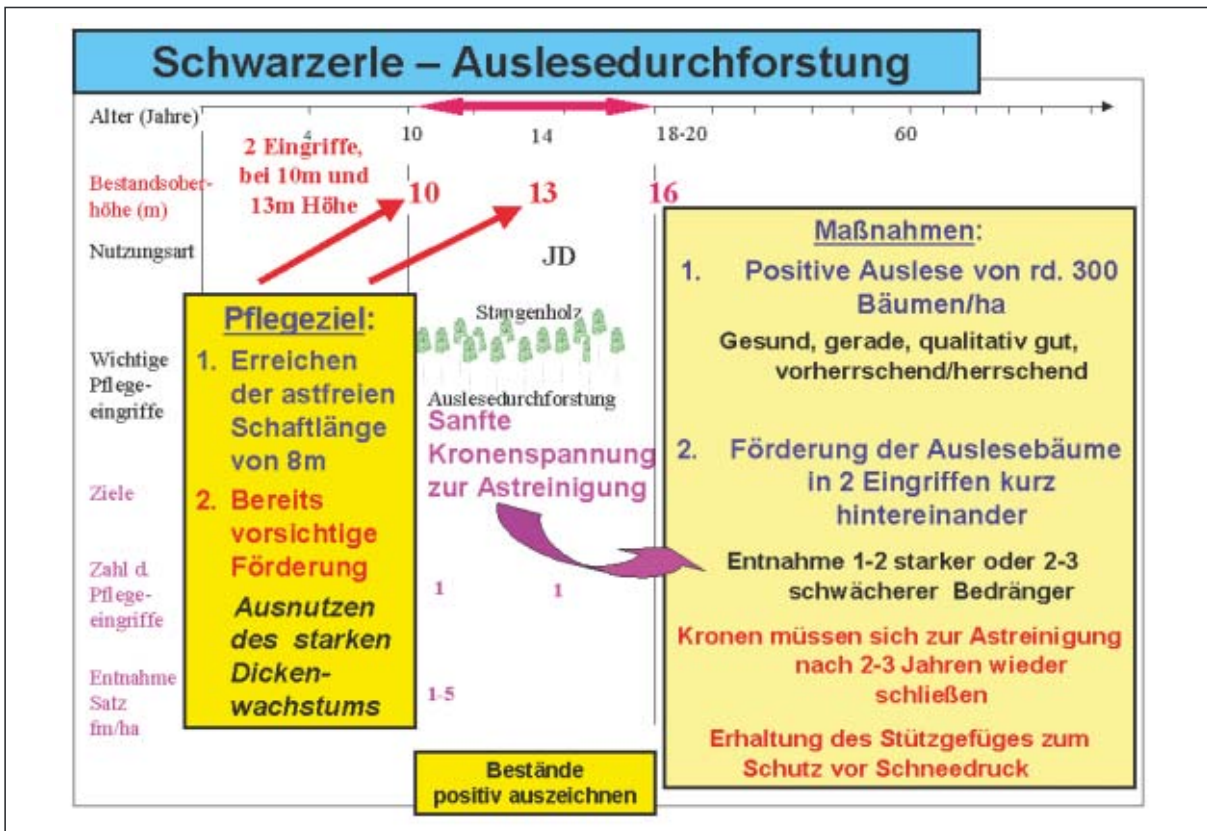 Schwarzerle – Auslesedurchforstung
Alter (Jahre)
4
10
14
18-20
60
2 Eingriffe,
bei 10m und
13m Höhe
Bestandsober-
höhe (m)
10
13
16
Nutzungsart
JD
Pflegeziel:
1. Erreichen
der astfreien
Schaftlänge
von 8m
2. Bereits
vorsichtige
Förderung
Ausnutzen
des starken
Dicken-
wachstums
Stangenholz
Wichtige
Pflege-
eingriffe
Auslesedurchforstung
Sanfte
Kronenspannung
zur Astreinigung
Ziele
Zahl d.
Pflege-
eingriffe
1
1
Entnahme
Satz
fm/ha
1-5
Bestände
positiv auszeichnen
Maßnahmen:
1. Positive Auslese von rd. 300
Bäumen/ha
Gesund, gerade, qualitativ gut,
vorherrschend/herrschend
2. Förderung der Auslesebäume
in 2 Eingriffen kurz
hintereinander
Entnahme 1-2 starker oder 2-3
schwächerer Bedränger
Kronen müssen sich zur Astreinigung
nach 2-3 Jahren wieder
schließen
Erhaltung des Stützgefüges zum
Schutz vor Schneedruck